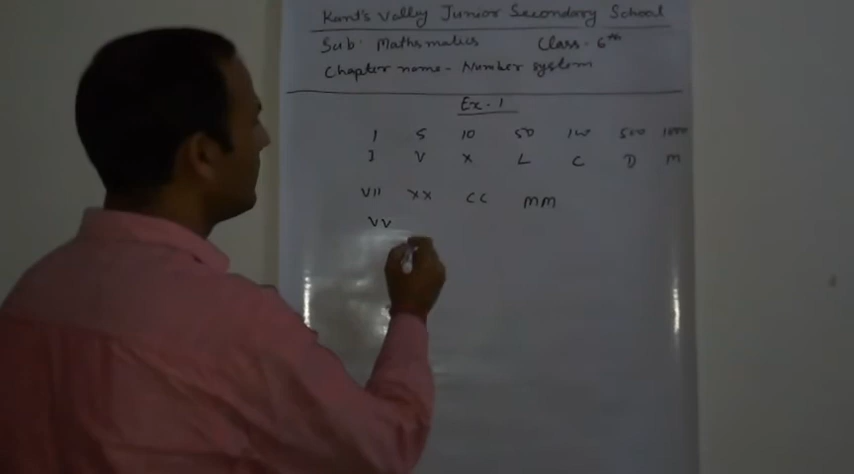 Kant's Valley Junior Secondary School
Sub: Mathematics Class - 6th
Chapter name - Number system
Ex - 1
1 5 10 50 100 500 1000
I V X L C D M
VII XX CC MM
VV